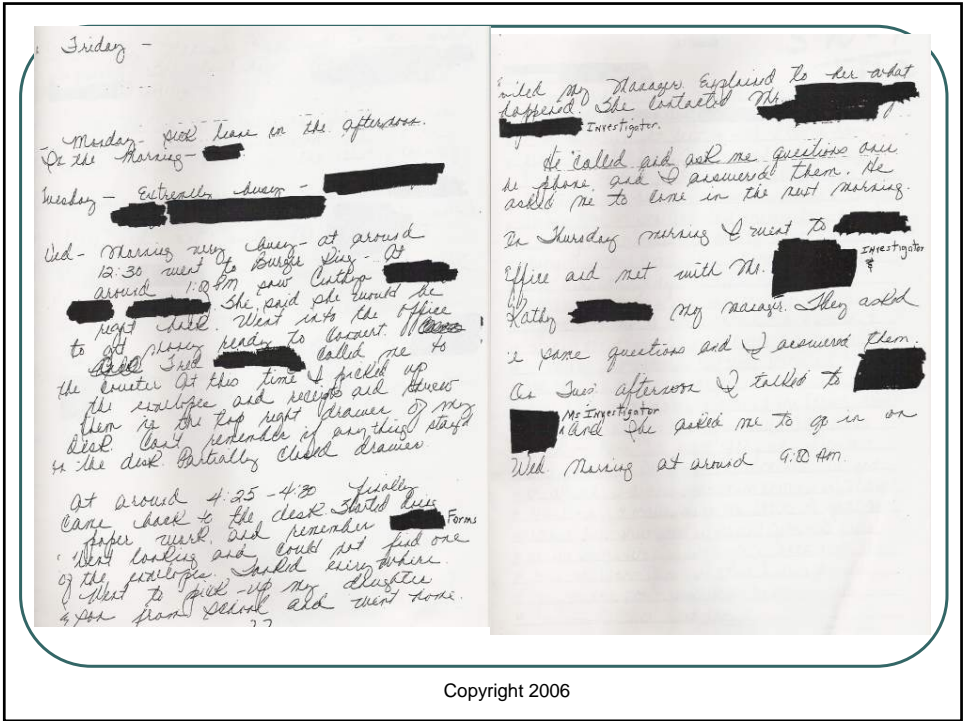 Friday -
- Monday - sick leave in the afternoon.
In the Morning -
Tuesday - Extremally busy -
Wed - Morning very busy - at around
12:30 went to Burger King - At
around 1:00 PM saw Cinthya
She said she would be
right back. Went into the office
to get money ready to convert.
Fred called me to
the counter At this time I picked up
the envelopes and receipts and threw
them in the top right drawer of my
desk. Can't remember if anything stay'd
in the desk. Partially closed drawer.
At around 4:25 - 4:30 finally
came back to the desk. Started doing
paper work, and remember Forms
Went looking and could not find one
of the envelopes. Looked everywhere.
Went to pick-up my daughter
& son from school and went home.
my Manager. Explained to her what
happened She contacted Mr.
Investigator.
He called and ask me questions over
he phone, and I answered them. He
asked me to come in the next morning.
On Thursday morning I went to
Investigator
Office and met with Mr. &
Kathy my manager. They asked
e same questions and I answered them.
On Tues. afternoon I talked to
Ms Investigator
And she asked me to go in on
Wed. Morning at around 9:00 AM.
Copyright 2006